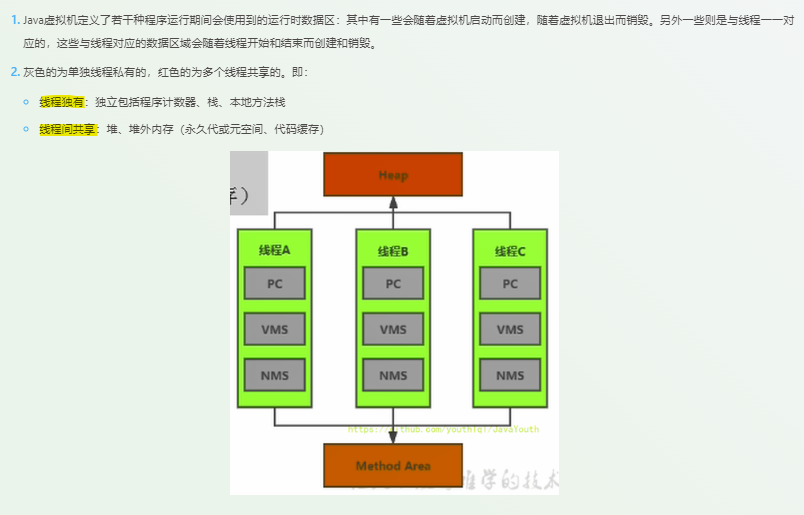 1. Java虚拟机定义了若干种程序运行期间会使用到的运行时数据区：其中有一些会随着虚拟机启动而创建，随着虚拟机退出而销毁。另外一些则是与线程一一对
应的，这些与线程对应的数据区域会随着线程开始和结束而创建和销毁。
2. 灰色的为单独线程私有的，红色的为多个线程共享的。即：
线程独有：独立包括程序计数器、栈、本地方法栈
线程间共享：堆、堆外内存（永久代或元空间、代码缓存）
Heap
线程A 线程B 线程C
PC PC PC
VMS VMS VMS
NMS NMS NMS
https://github.com/youthlql/JavaYouth
Method Area
学的技术